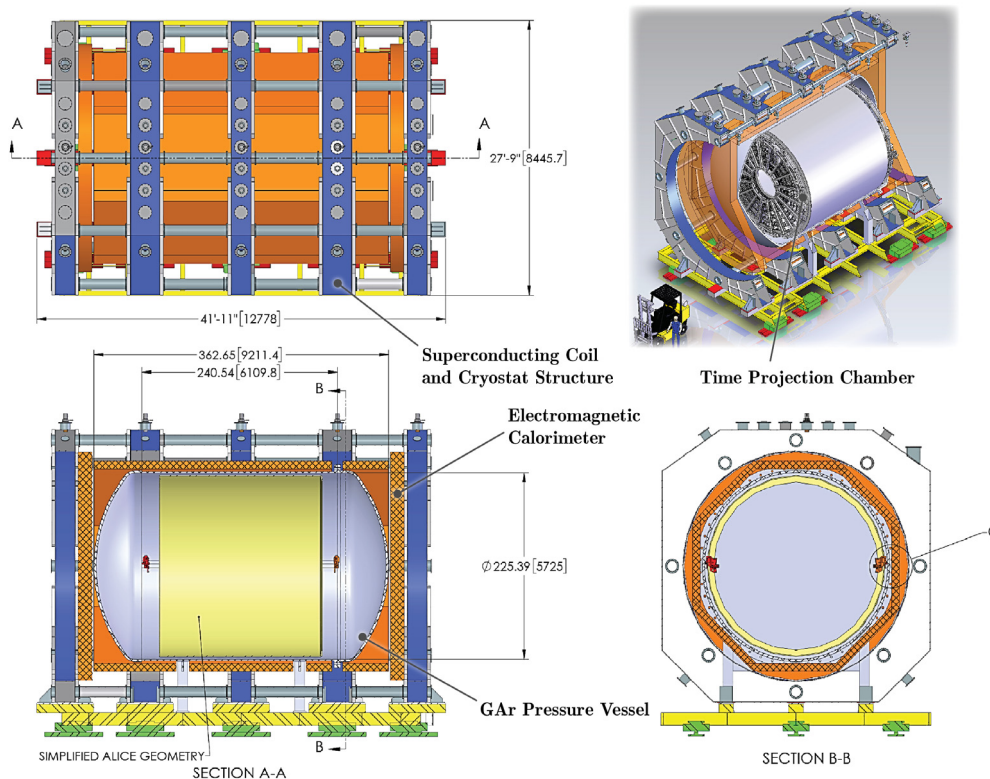 A
A
27'-9" [8445.7]
41'-11" [12778]
Superconducting Coil
and Cryostat Structure
Time Projection Chamber
362.65 [9211.4]
240.54 [6109.8]
B
Electromagnetic
Calorimeter
Ø 225.39 [5725]
GAr Pressure Vessel
SIMPLIFIED ALICE GEOMETRY
B
SECTION A-A
SECTION B-B